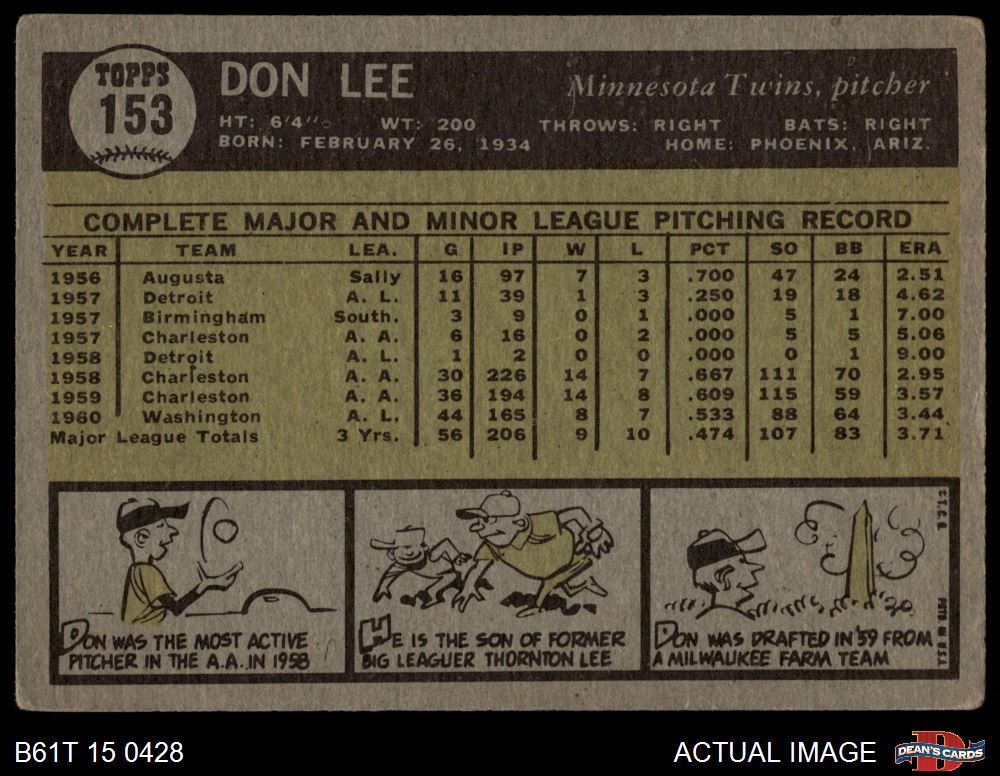 TOPPS
153
DON LEE
Minnesota Twins, pitcher
HT: 6'4" WT: 200 THROWS: RIGHT BATS: RIGHT
BORN: FEBRUARY 26, 1934 HOME: PHOENIX, ARIZ.
COMPLETE MAJOR AND MINOR LEAGUE PITCHING RECORD
YEAR TEAM LEA. G IP W L PCT SO BB ERA
1956 Augusta Sally 16 97 7 3 .700 47 24 2.51
1957 Detroit A. L. 11 39 1 3 .250 19 18 4.62
1957 Birmingham South. 3 9 0 1 .000 5 1 7.00
1957 Charleston A. A. 6 16 0 2 .000 5 5 5.06
1958 Detroit A. L. 1 2 0 0 .000 0 1 9.00
1958 Charleston A. A. 30 226 14 7 .667 111 70 2.95
1959 Charleston A. A. 36 194 14 8 .609 115 59 3.57
1960 Washington A. L. 44 165 8 7 .533 88 64 3.44
Major League Totals 3 Yrs. 56 206 9 10 .474 107 83 3.71
DON WAS THE MOST ACTIVE
PITCHER IN THE A.A. IN 1958
HE IS THE SON OF FORMER
BIG LEAGUER THORNTON LEE
DON WAS DRAFTED IN '59 FROM
A MILWAUKEE FARM TEAM
B61T 15 0428
ACTUAL IMAGE
DEAN'S CARDS